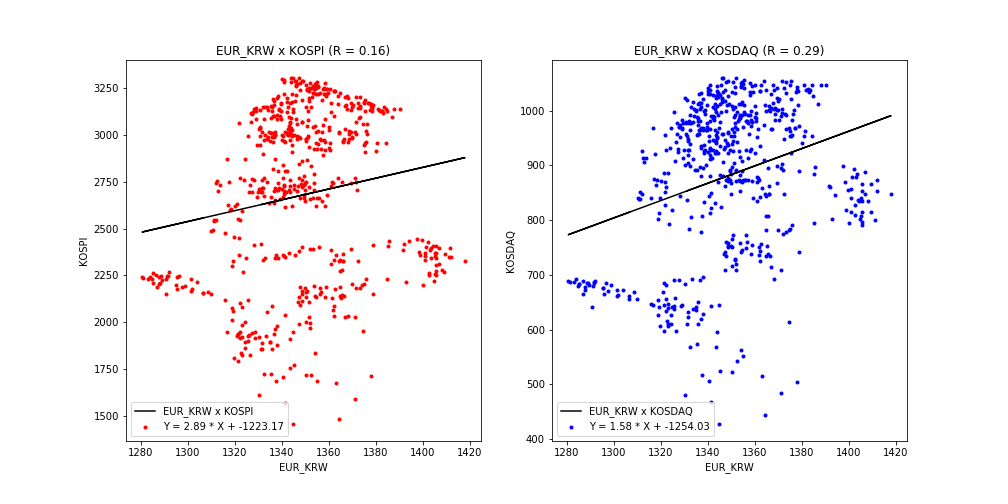 EUR_KRW x KOSPI (R = 0.16)
KOSPI
3250
3000
2750
2500
2250
2000
1750
1500
EUR_KRW x KOSPI
Y = 2.89 * X + -1223.17
1280 1300 1320 1340 1360 1380 1400 1420
EUR_KRW
EUR_KRW x KOSDAQ (R = 0.29)
KOSDAQ
1000
900
800
700
600
500
400
EUR_KRW x KOSDAQ
Y = 1.58 * X + -1254.03
1280 1300 1320 1340 1360 1380 1400 1420
EUR_KRW